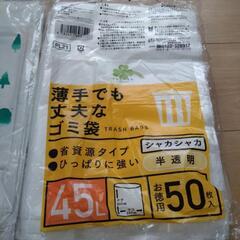 薄手でも
丈夫な
ゴミ袋
TRASH BAGS
•省資源タイプ
•ひっぱりに強い
シャカシャカ
半透明
45L
お徳用
50枚入